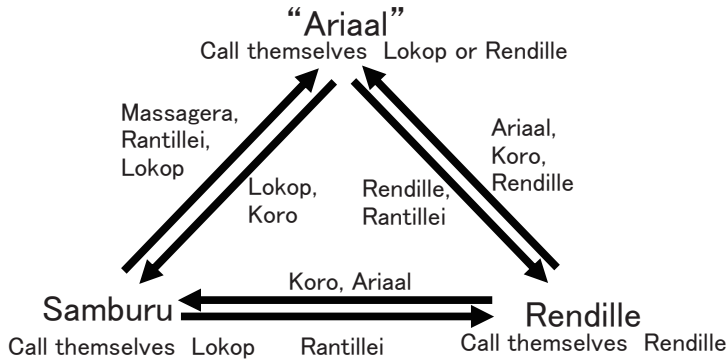 “Ariaal”
Call themselves Lokop or Rendille
Massagera,
Rantillei,
Lokop
Ariaal,
Koro,
Rendille
Lokop,
Koro
Rendille,
Rantillei
Koro, Ariaal
Samburu
Rendille
Call themselves Lokop
Rantillei
Call themselves Rendille